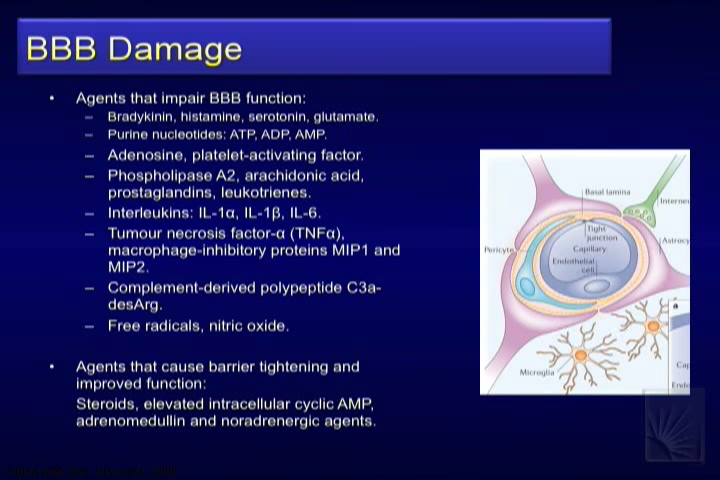 BBB Damage
• Agents that impair BBB function:
– Bradykinin, histamine, serotonin, glutamate.
– Purine nucleotides: ATP, ADP, AMP.
– Adenosine, platelet-activating factor.
– Phospholipase A2, arachidonic acid,
prostaglandins, leukotrienes.
– Interleukins: IL-1α, IL-1β, IL-6.
– Tumour necrosis factor-α (TNFα),
macrophage-inhibitory proteins MIP1 and
MIP2.
– Complement-derived polypeptide C3a-
desArg.
– Free radicals, nitric oxide.
• Agents that cause barrier tightening and
improved function:
Steroids, elevated intracellular cyclic AMP,
adrenomedullin and noradrenergic agents.
Basal lamina
Interneu
Tight
junction
Astrocy
Capillary
Pericyte
Endothelial
cell
a
Cap
Microglia
Endo